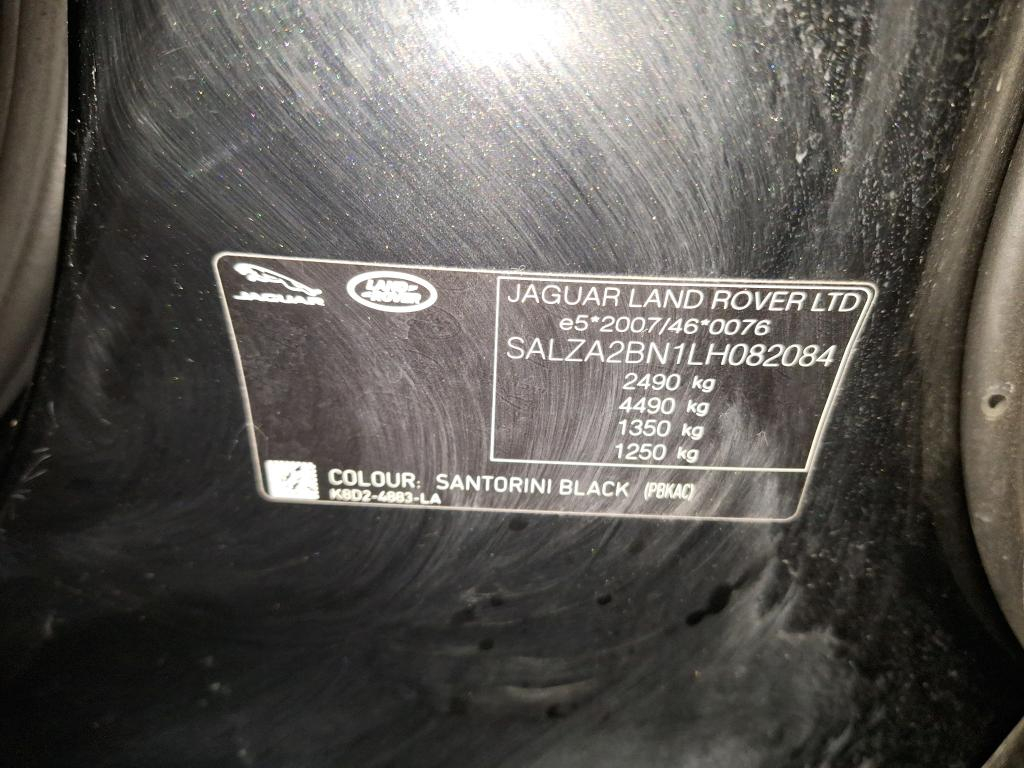 JAGUAR
LAND ROVER
JAGUAR LAND ROVER LTD
e5*2007/46*0076
SALZA2BN1LH082084
2490 kg
4490 kg
1350 kg
1250 kg
COLOUR: SANTORINI BLACK (PBKAC)
K8D2-4883-LA